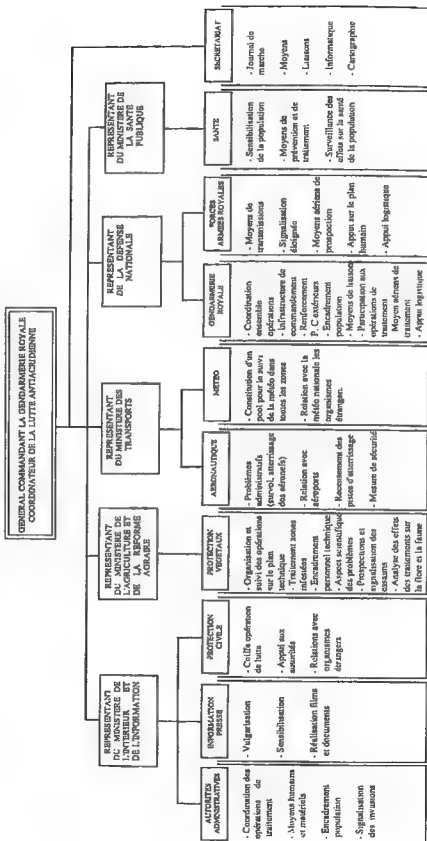 GENERAL COMMANDANT LA GENDARMERIE ROYALE
COORDINATEUR DE LA LUTTE ANTIACRIDIENNE
REPRESENTANT
DU MINISTERE DE
L'INTERIEUR ET
DE L'INFORMATION
REPRESENTANT
DU MINISTERE DE
L'AGRICULTURE ET
DE LA REFORME
AGRAIRE
REPRESENTANT
DU MINISTERE DES
TRANSPORTS
REPRESENTANT
DE LA DEFENSE
NATIONALE
REPRESENTANT
DU MINISTERE DE
LA SANTE
PUBLIQUE
AUTORITES
ADMINISTRATIVES
- Coordination des
opérations de
traitement
- Moyens humains
et matériels
- Encadrement
population
- Signalisation
des invasions
INFORMATION
PRESSE
- Vulgarisation
- Sensibilisation
- Réalisation films
et documents
PROTECTION
CIVILE
opération
de lutte
- Appui aux
autorités
- Relations avec
organismes
étrangers
PROTECTION
VEGETAUX
- Organisation et
suivi des opérations
sur le plan
technique
- Traitement zones
infestées
- Encadrement
personnel technique
- Aspect scientifique
des problèmes
- Prospections et
signalisation des
essaims
- Analyse des effets
des traitements sur
la flore et la faune
AERONAUTIQUE
- Problèmes
administratifs
(survol, atterrissage
des aéronefs)
- Relation avec
aéroports
- Recensement des
pistes d'atterrissage
- Mesure de sécurité
METEO
- Constitution d'un
pool pour le suivi
de la météo dans
toutes les zones
- Relation avec la
météo nationale les
organismes
étranger.
GENDARMERIE
ROYALE
- Coordination
ensemble
opérations
- Infrastructure de
commandement
- Renforcement
P.C extérieurs
- Encadrement
population
- Moyens de liaison
- Participation aux
opérations de
traitement
Moyen aérien de
traitement
- Appui logistique
FORCES
ARMEES ROYALES
- Moyens de
transmissions
- Signalisation
éloignée
- Moyens aériens de
prospection
- Appui sur le plan
humain
- Appui logistique
SANTE
- Sensibilisation
de la population
- Moyens de
prévention et de
traitement
- Surveillance des
effets sur la santé
de la population
SECRETARIAT
- Journal de
marche
- Moyens
- Liaisons
- Informatique
- Cartographie